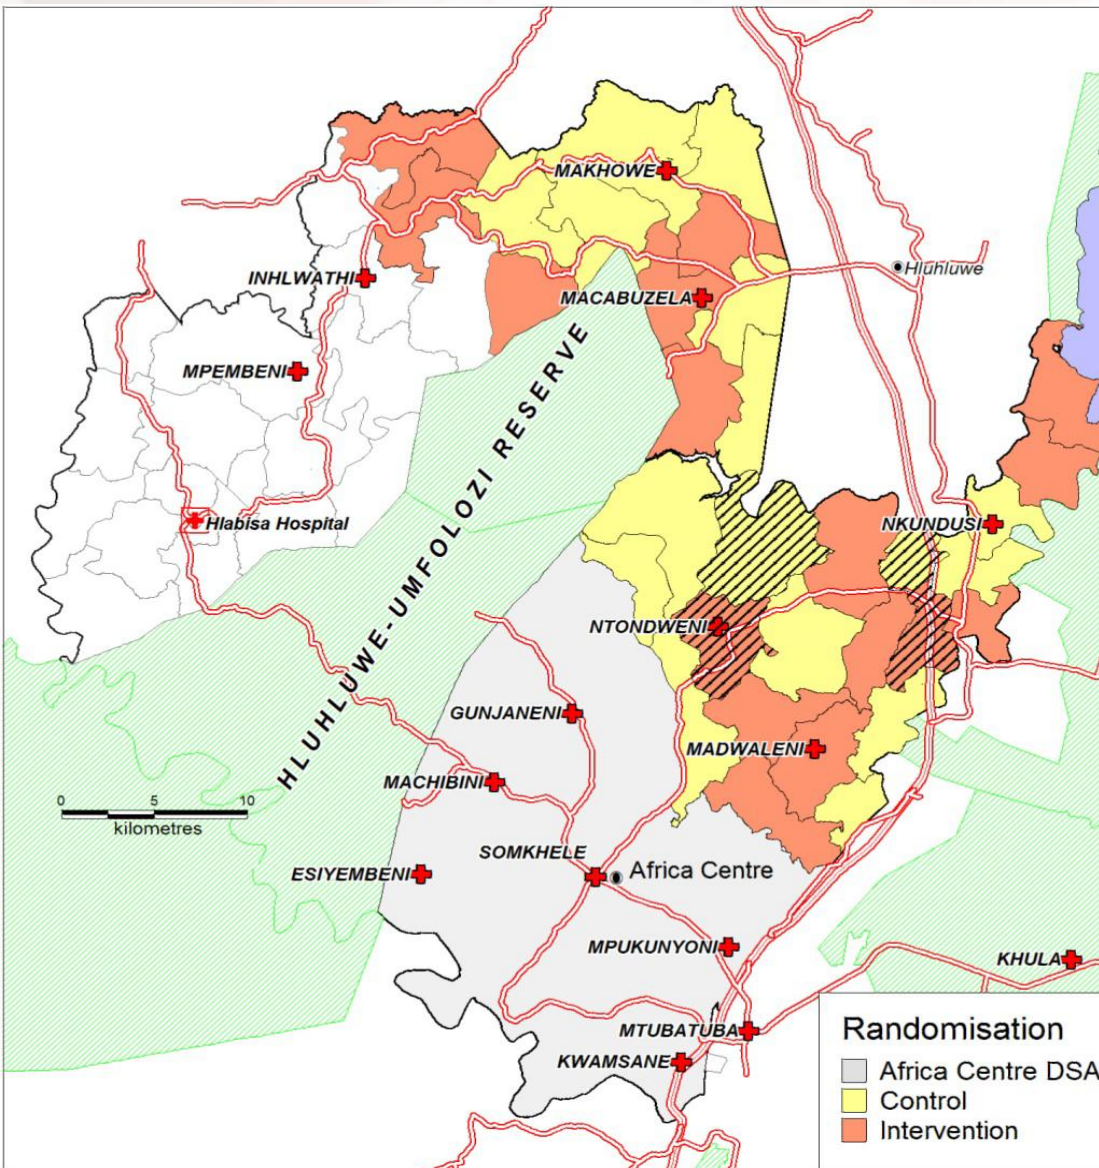 MAKHOWE
Hluhluwe
INHLWATHI
MACABUZELA
MPEMBENI
HLUHLUWE-UMFOLOZI RESERVE
Hlabisa Hospital
NKUNDUSI
NTONDWENI
GUNJANENI
MADWALENI
MACHIBINI
0 5 10
kilometres
SOMKHELE
Africa Centre
ESIYEMBENI
MPUKUNYONI
KHULA
MTUBATUBA
KWAMSANE
Randomisation
Africa Centre DSA
Control
Intervention